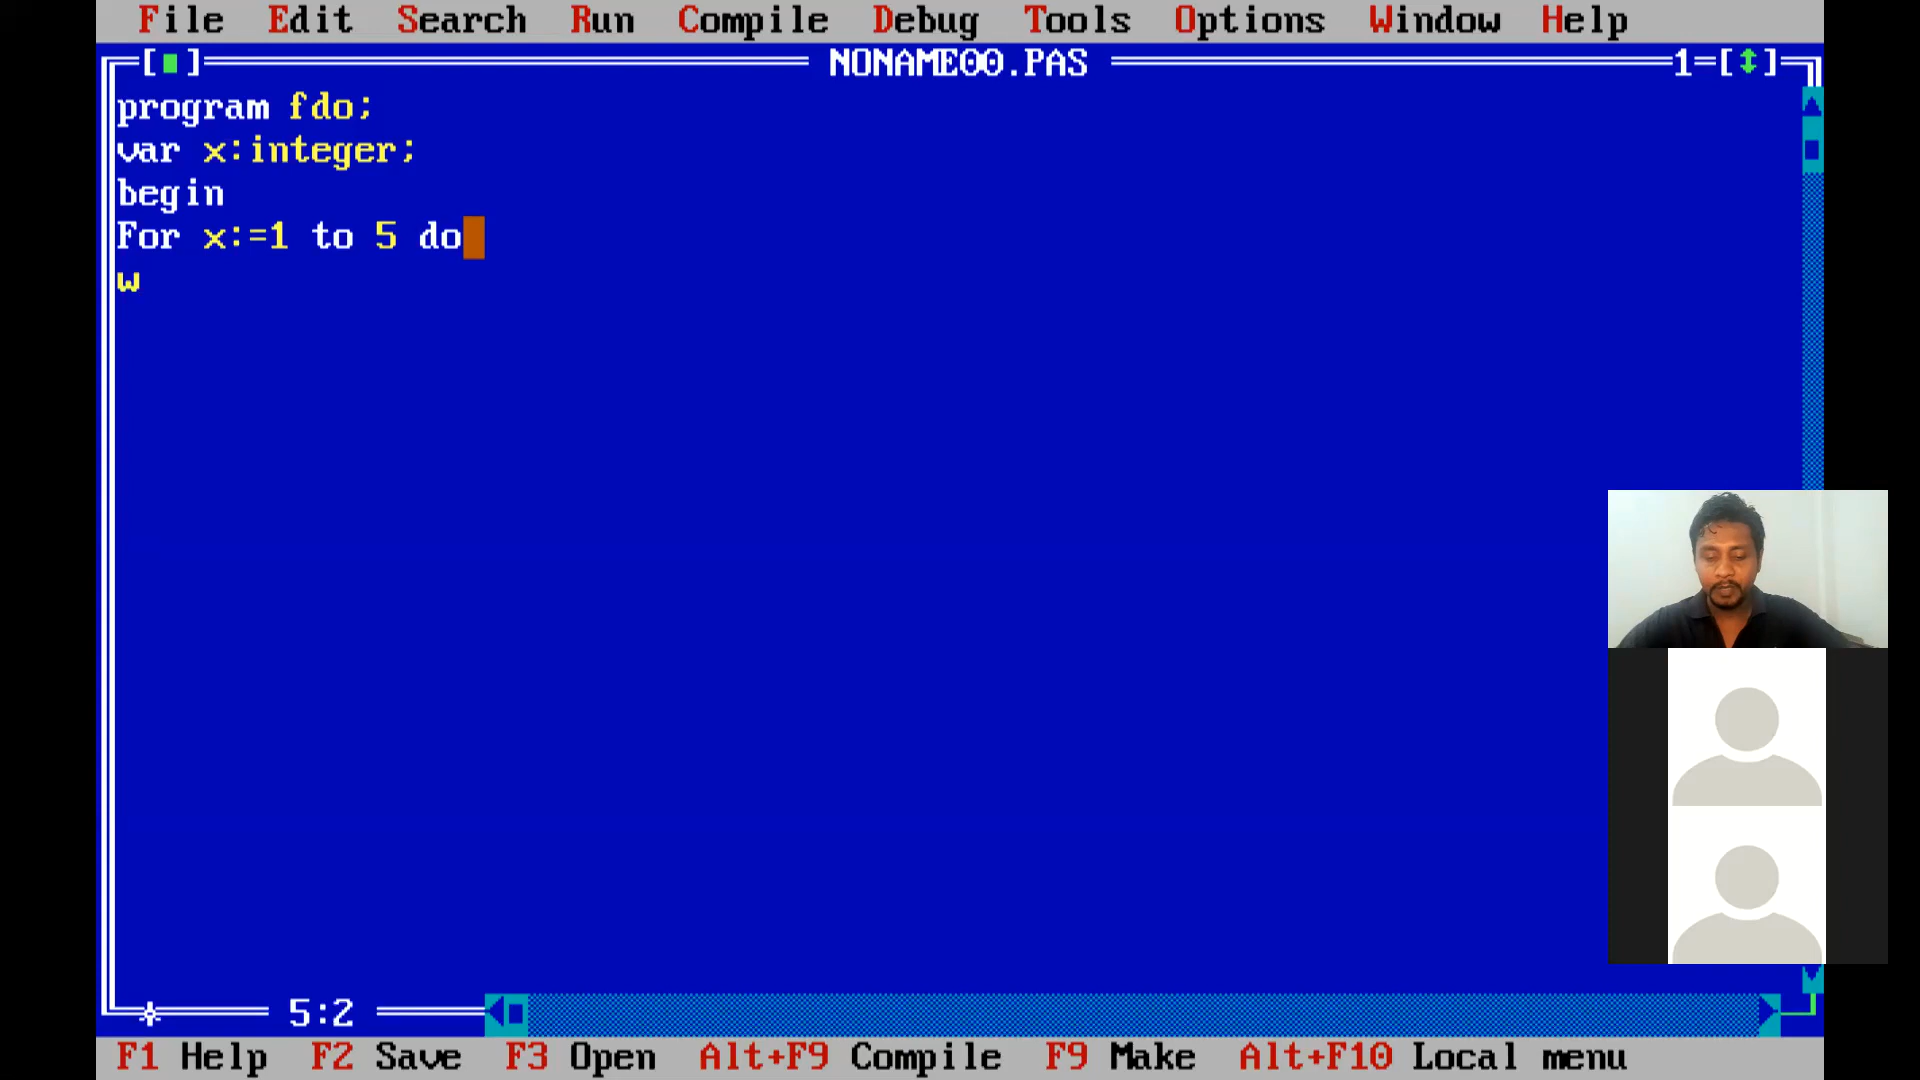 File Edit Search Run Compile Debug Tools Options Window Help
[■] NONAME00.PAS 1=[↕]
program fdo;
var x:integer;
begin
For x:=1 to 5 do
w
5:2
F1 Help F2 Save F3 Open Alt+F9 Compile F9 Make Alt+F10 Local menu